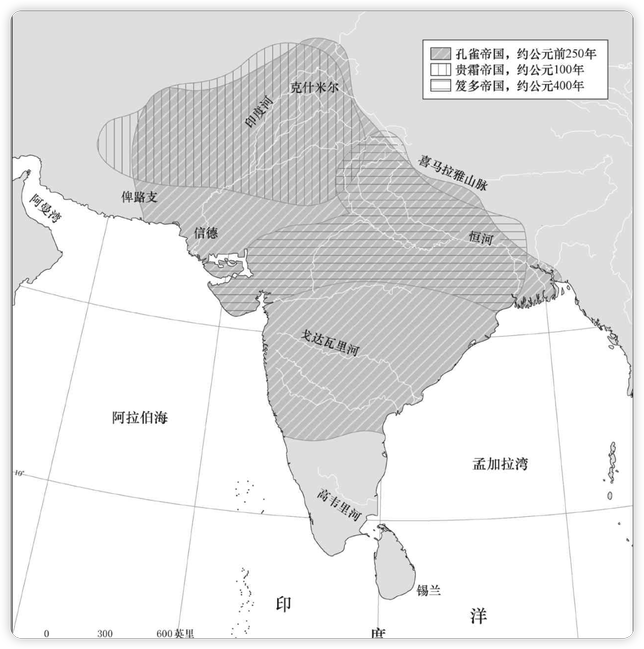 孔雀帝国，约公元前250年
贵霜帝国，约公元100年
笈多帝国，约公元400年
克什米尔
印度河
喜马拉雅山脉
俾路支
阿曼湾
信德
恒河
戈达瓦里河
阿拉伯海
孟加拉湾
10°
高韦里河
锡兰
印 度 洋
0 300 600英里